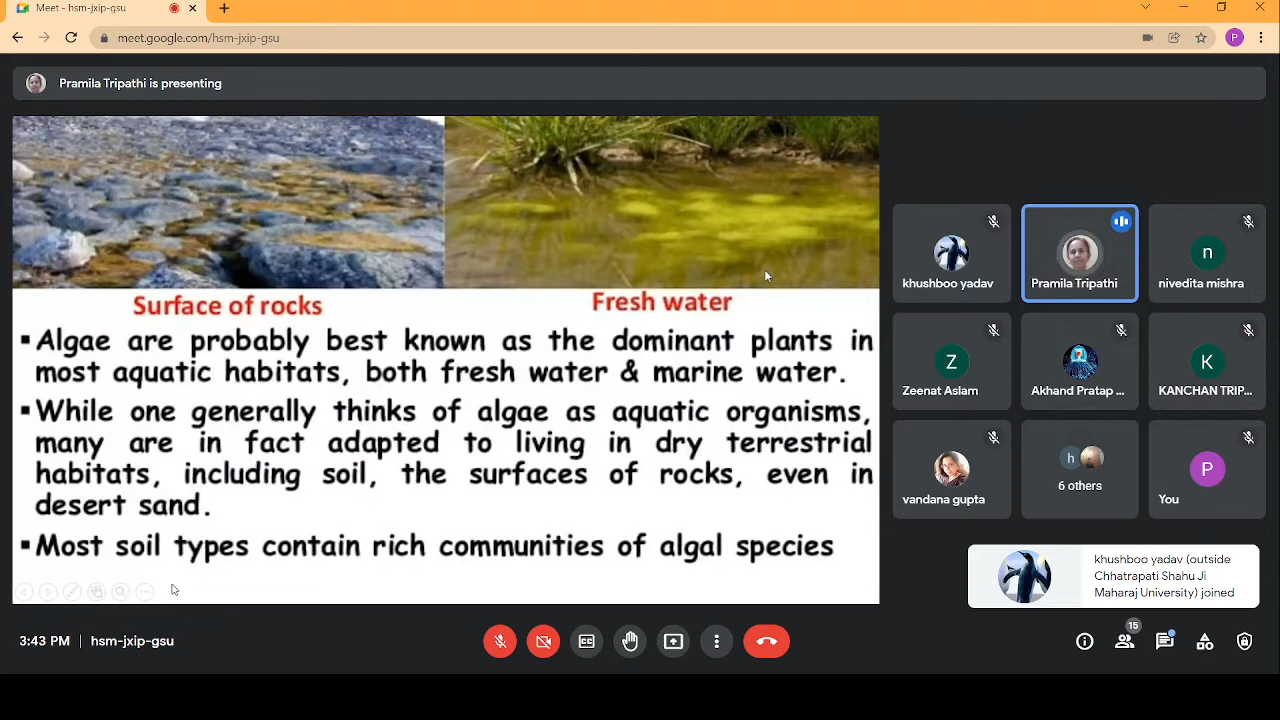 Meet - hsm-jxip-gsu
meet.google.com/hsm-jxip-gsu
P
Pramila Tripathi is presenting
Surface of rocks
Fresh water
▪Algae are probably best known as the dominant plants in
most aquatic habitats, both fresh water & marine water.
▪While one generally thinks of algae as aquatic organisms,
many are in fact adapted to living in dry terrestrial
habitats, including soil, the surfaces of rocks, even in
desert sand.
▪Most soil types contain rich communities of algal species
khushboo yadav
Pramila Tripathi
n
nivedita mishra
Z
Zeenat Aslam
Akhand Pratap ...
K
KANCHAN TRIP...
vandana gupta
h
6 others
P
You
khushboo yadav (outside
Chhatrapati Shahu Ji
Maharaj University) joined
3:43 PM
hsm-jxip-gsu
CC
15